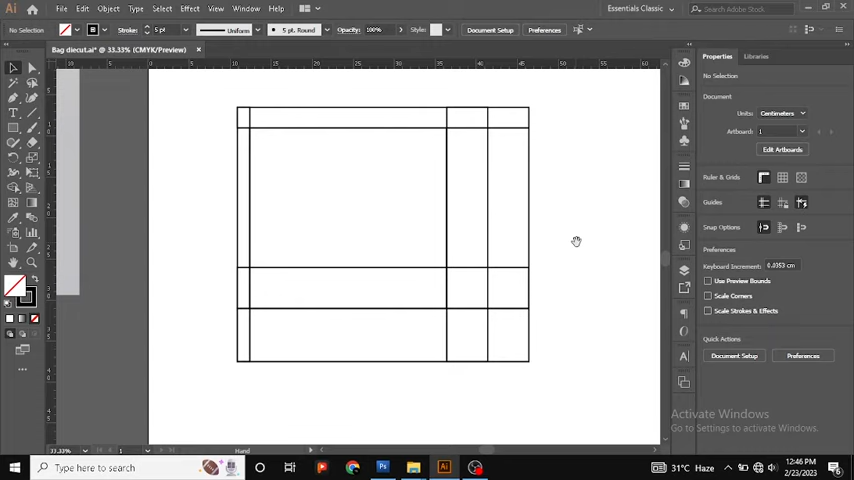 Ai File Edit Object Type Select Effect View Window Help Essentials Classic Search Adobe Stock
No Selection Stroke: 5 pt Uniform 5 pt. Round Opacity: 100% Style: Document Setup Preferences
Bag diecut.ai* @ 33.33% (CMYK/Preview) ×
Properties Libraries
No Selection
Document
Units: Centimeters
Artboard: 1
Edit Artboards
Ruler & Grids
Guides
Snap Options
Preferences
Keyboard Increment: 0.0353 cm
Use Preview Bounds
Scale Corners
Scale Strokes & Effects
Quick Actions
Document Setup Preferences
Activate Windows
Go to Settings to activate Windows.
33.33% 1 Hand
Type here to search Ps Ai 31°C Haze 12:46 PM
2/23/2023